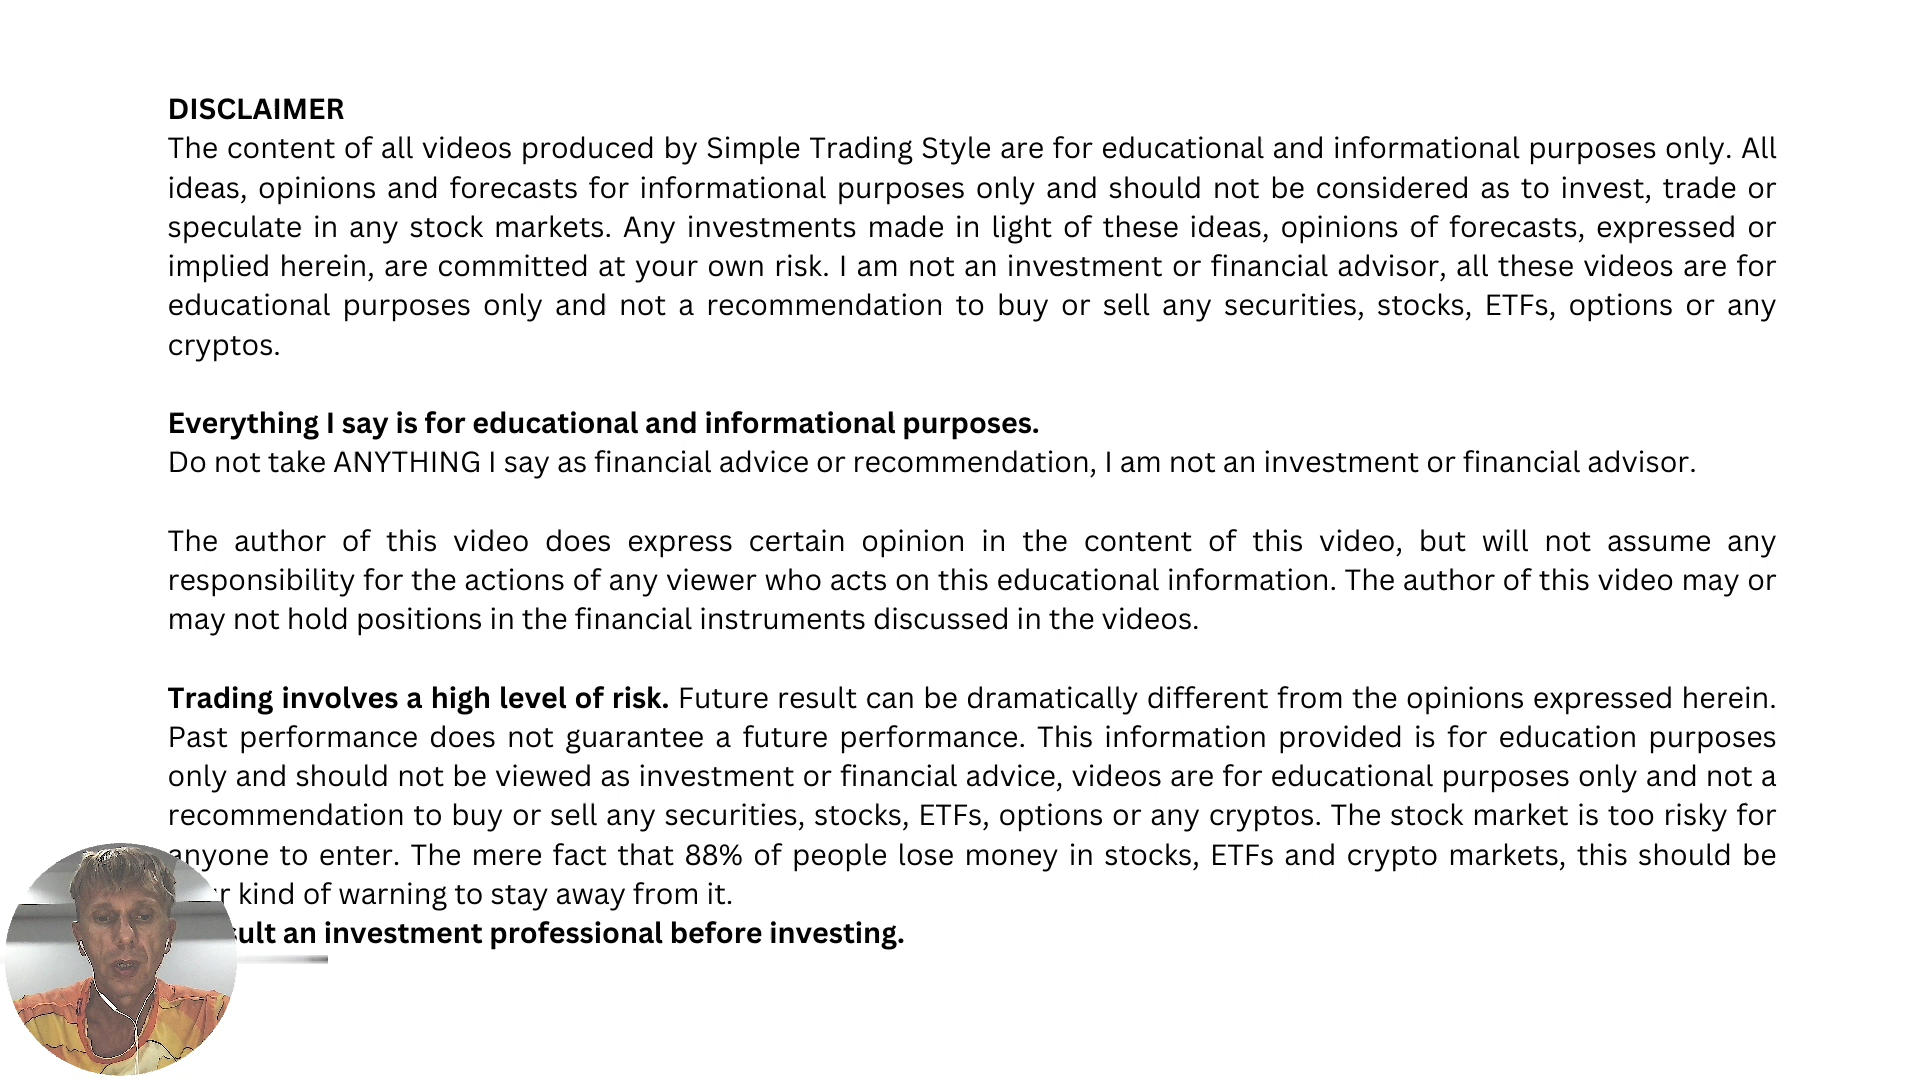 DISCLAIMER
The content of all videos produced by Simple Trading Style are for educational and informational purposes only. All
ideas, opinions and forecasts for informational purposes only and should not be considered as to invest, trade or
speculate in any stock markets. Any investments made in light of these ideas, opinions of forecasts, expressed or
implied herein, are committed at your own risk. I am not an investment or financial advisor, all these videos are for
educational purposes only and not a recommendation to buy or sell any securities, stocks, ETFs, options or any
cryptos.
Everything I say is for educational and informational purposes.
Do not take ANYTHING I say as financial advice or recommendation, I am not an investment or financial advisor.
The author of this video does express certain opinion in the content of this video, but will not assume any
responsibility for the actions of any viewer who acts on this educational information. The author of this video may or
may not hold positions in the financial instruments discussed in the videos.
Trading involves a high level of risk. Future result can be dramatically different from the opinions expressed herein.
Past performance does not guarantee a future performance. This information provided is for education purposes
only and should not be viewed as investment or financial advice, videos are for educational purposes only and not a
recommendation to buy or sell any securities, stocks, ETFs, options or any cryptos. The stock market is too risky for
anyone to enter. The mere fact that 88% of people lose money in stocks, ETFs and crypto markets, this should be
kind of warning to stay away from it.
an investment professional before investing.